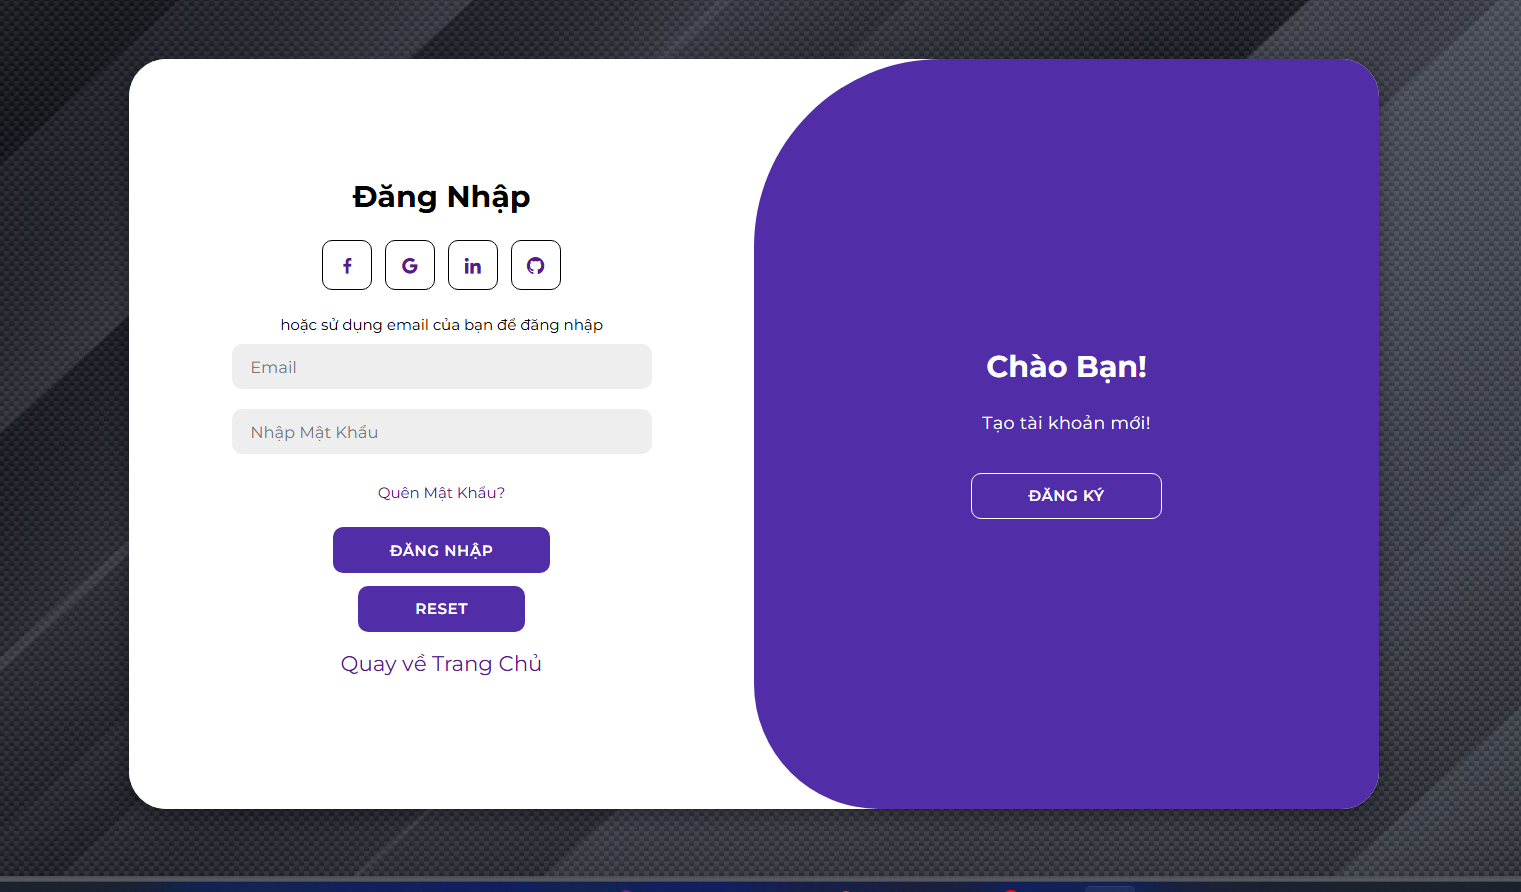 Đăng Nhập
hoặc sử dụng email của bạn để đăng nhập
Email
Nhập Mật Khẩu
Quên Mật Khẩu?
ĐĂNG NHẬP
RESET
Quay về Trang Chủ
Chào Bạn!
Tạo tài khoản mới!
ĐĂNG KÝ